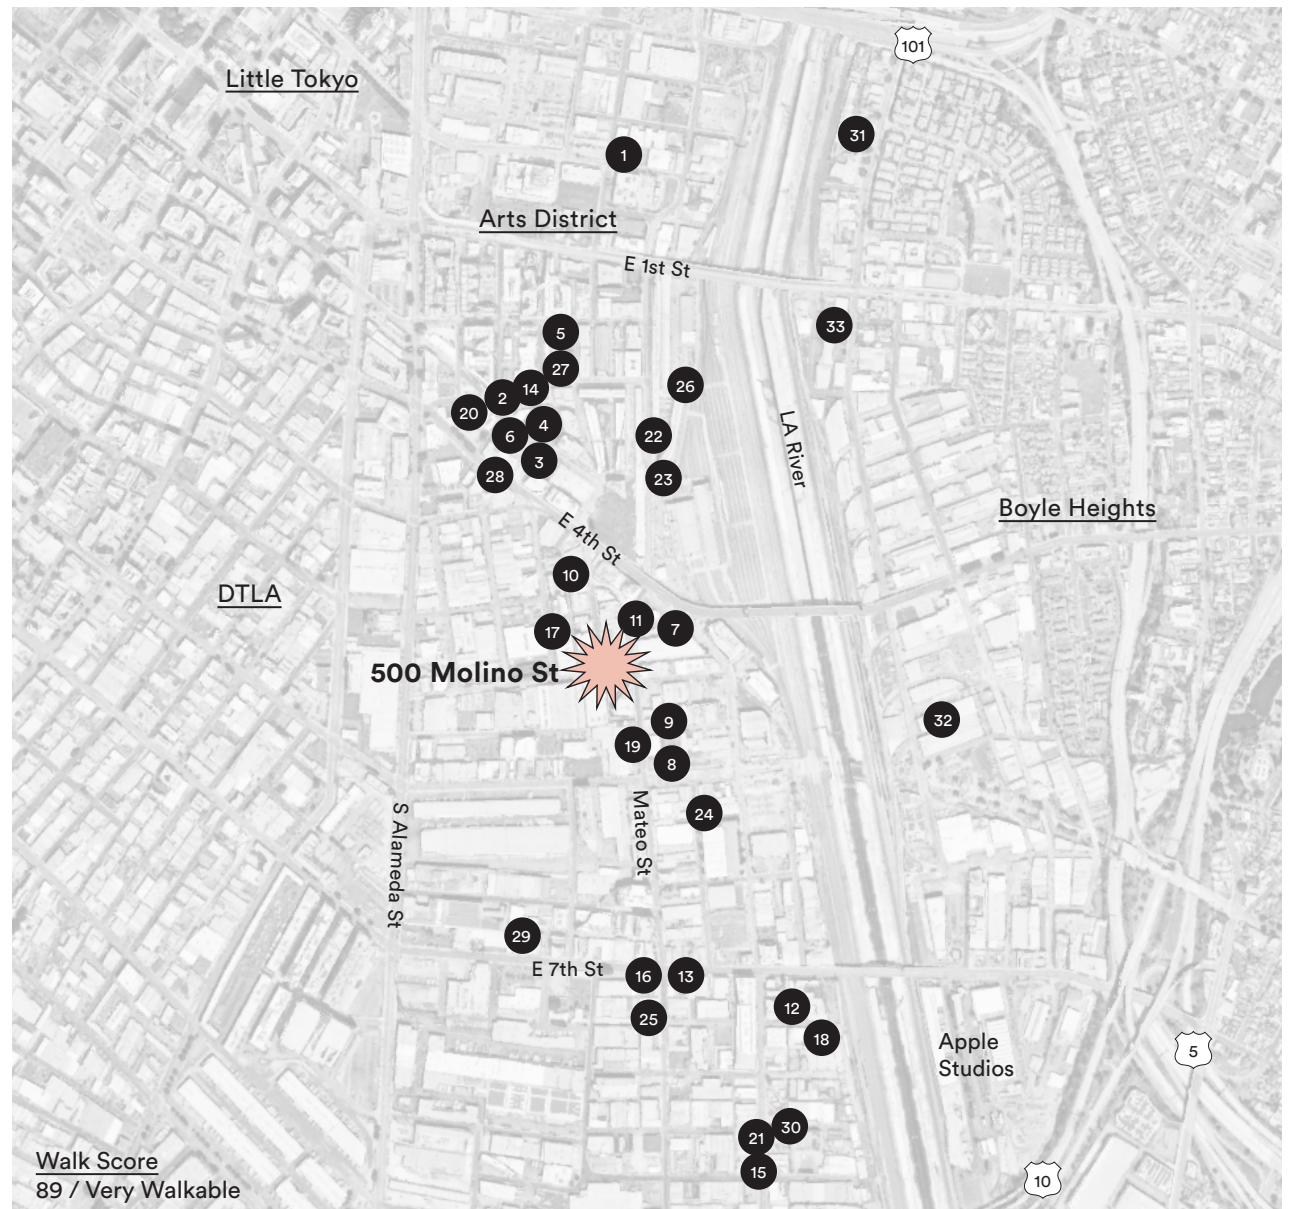 101
Little Tokyo
31
1
Arts District
E 1st St
33
5
27
26
14
2
20
4
22
6
3
28
23
LA River
Boyle Heights
E 4th St
10
DTLA
11
7
17
500 Molino St
9
32
19
8
Mateo St
24
S Alameda St
29
E 7th St
16
13
12
25
18
Apple
Studios
5
30
21
15
Walk Score
89 / Very Walkable
10